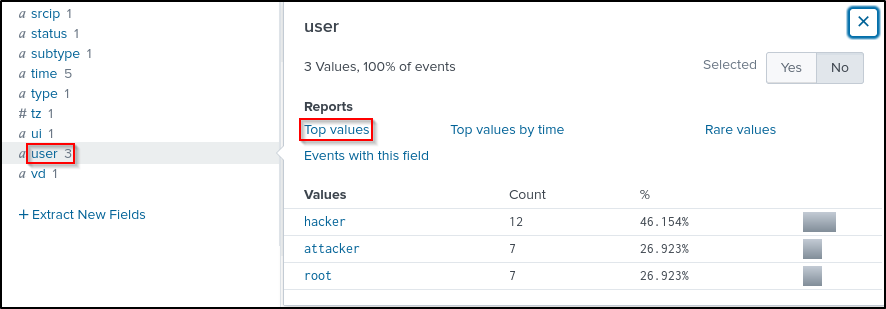 a srcip 1
a status 1
a subtype 1
a time 5
a type 1
# tz 1
a ui 1
a user 3
a vd 1
+ Extract New Fields
user
✕
3 Values, 100% of events
Selected Yes No
Reports
Top values Top values by time Rare values
Events with this field
Values Count %
hacker 12 46.154%
attacker 7 26.923%
root 7 26.923%